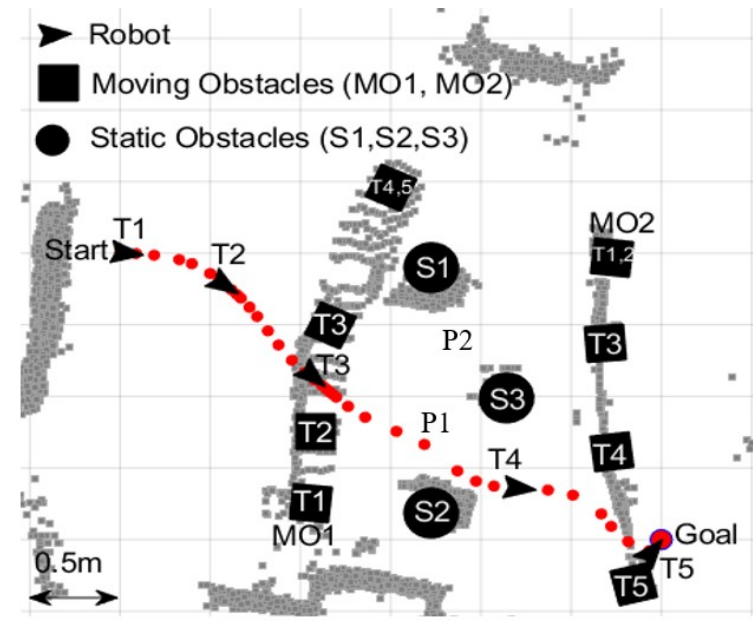 Robot
Moving Obstacles (MO1, MO2)
Static Obstacles (S1,S2,S3)
T4,5
T1
Start
T2
MO2
T1,2
S1
T3
P2
T3
T3
S3
T2
P1
T4
T4
T1
S2
MO1
Goal
0.5m
T5
T5